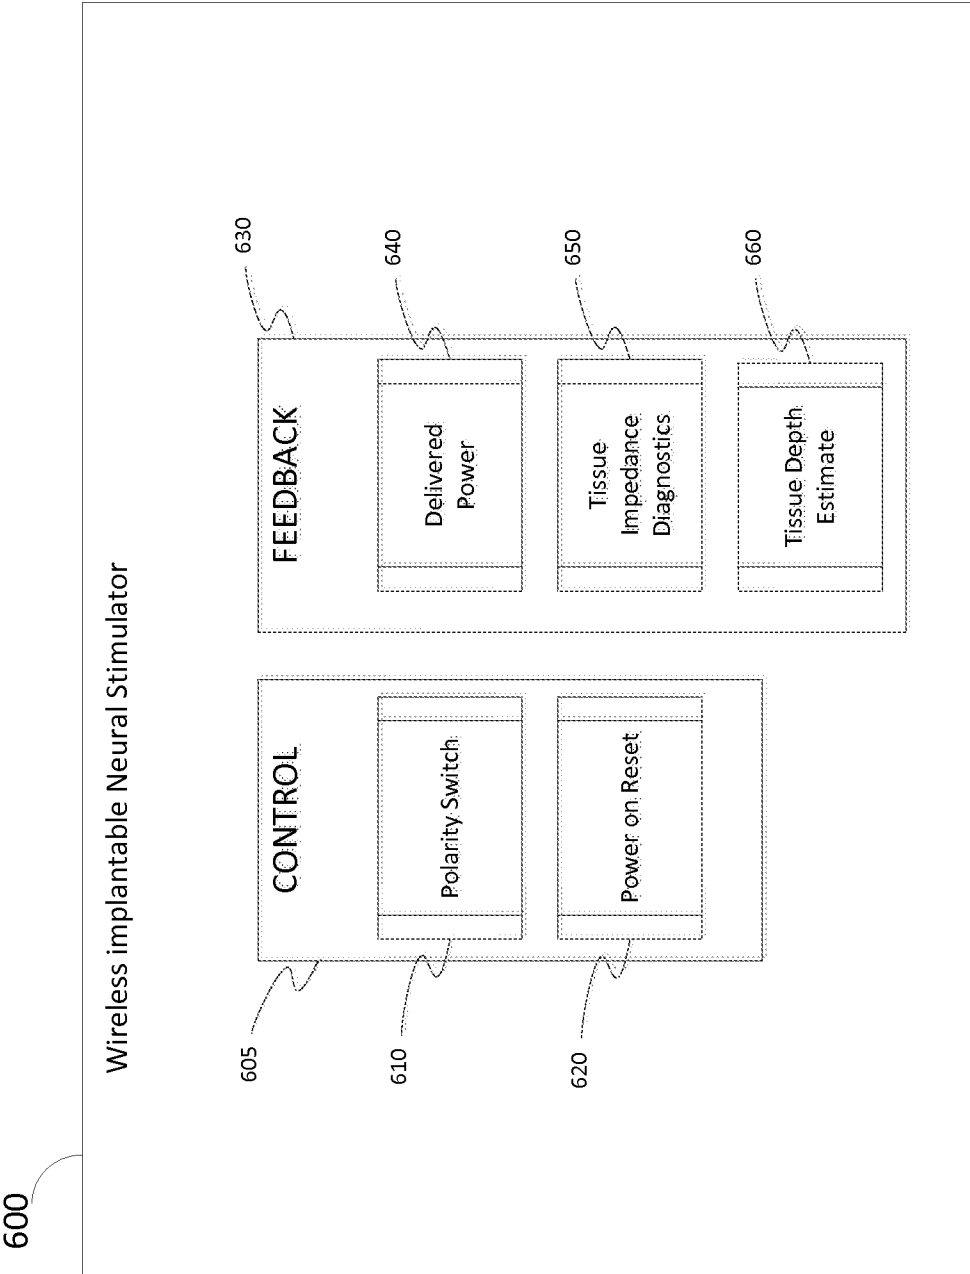 600
Wireless implantable Neural Stimulator
605
CONTROL
610
Polarity Switch
620
Power on Reset
630
FEEDBACK
640
Delivered
Power
650
Tissue
Impedance
Diagnostics
660
Tissue Depth
Estimate